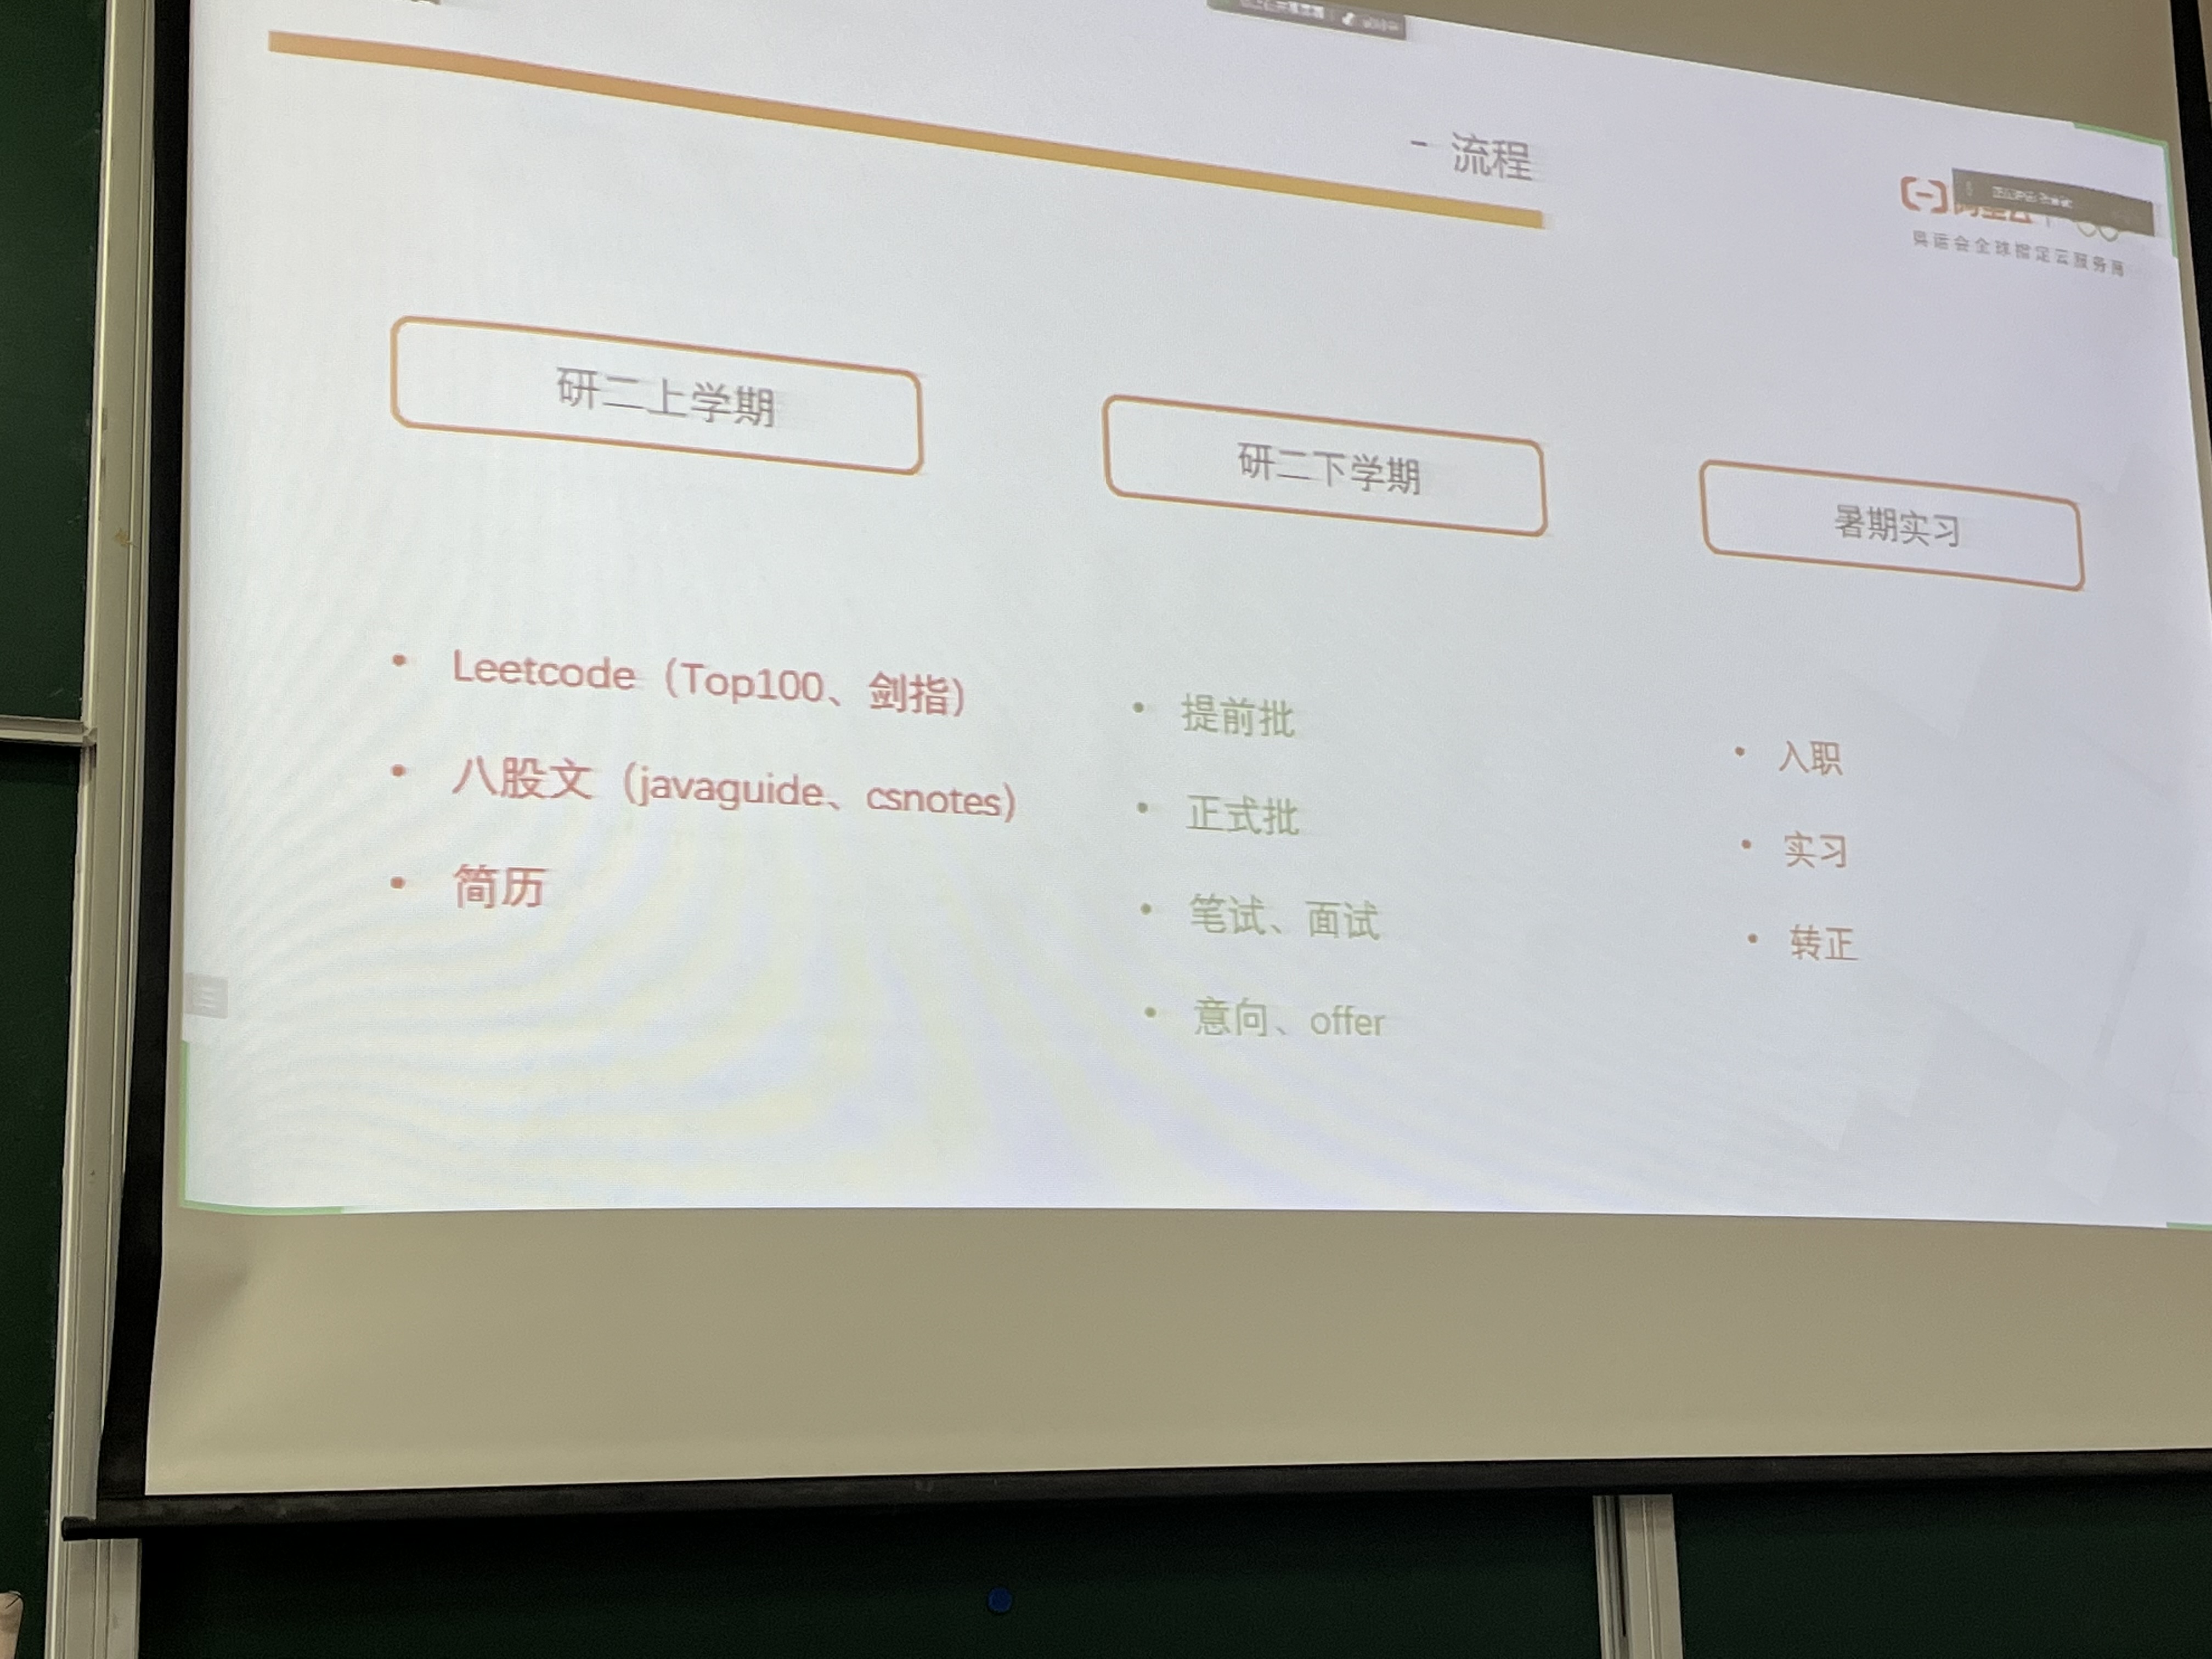 - 流程
阿里云
奥运会全球指定云服务商
研二上学期
研二下学期
暑期实习
• Leetcode（Top100、剑指）
• 八股文（javaguide、csnotes）
• 简历
• 提前批
• 正式批
• 笔试、面试
• 意向、offer
• 入职
• 实习
• 转正